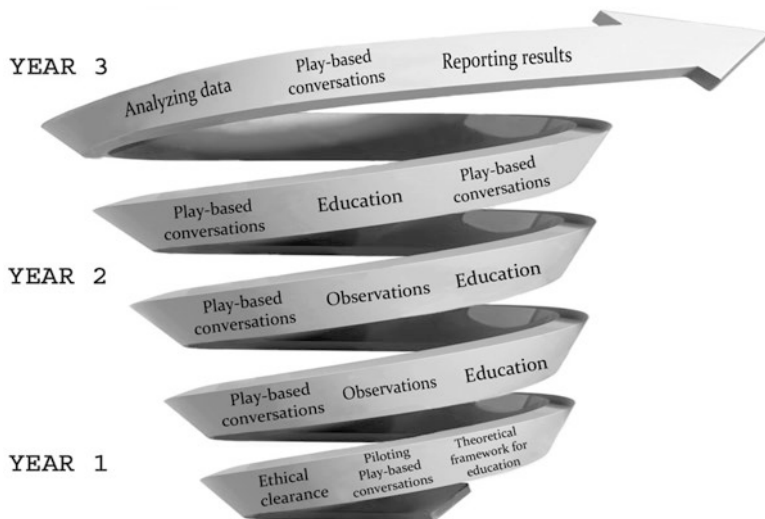 YEAR 3
Analyzing data
Play-based
conversations
Reporting results
Play-based
conversations
Education
Play-based
conversations
YEAR 2
Play-based
conversations
Observations
Education
Play-based
conversations
Observations
Education
YEAR 1
Ethical
clearance
Piloting
Play-based
conversations
Theoretical
framework for
education